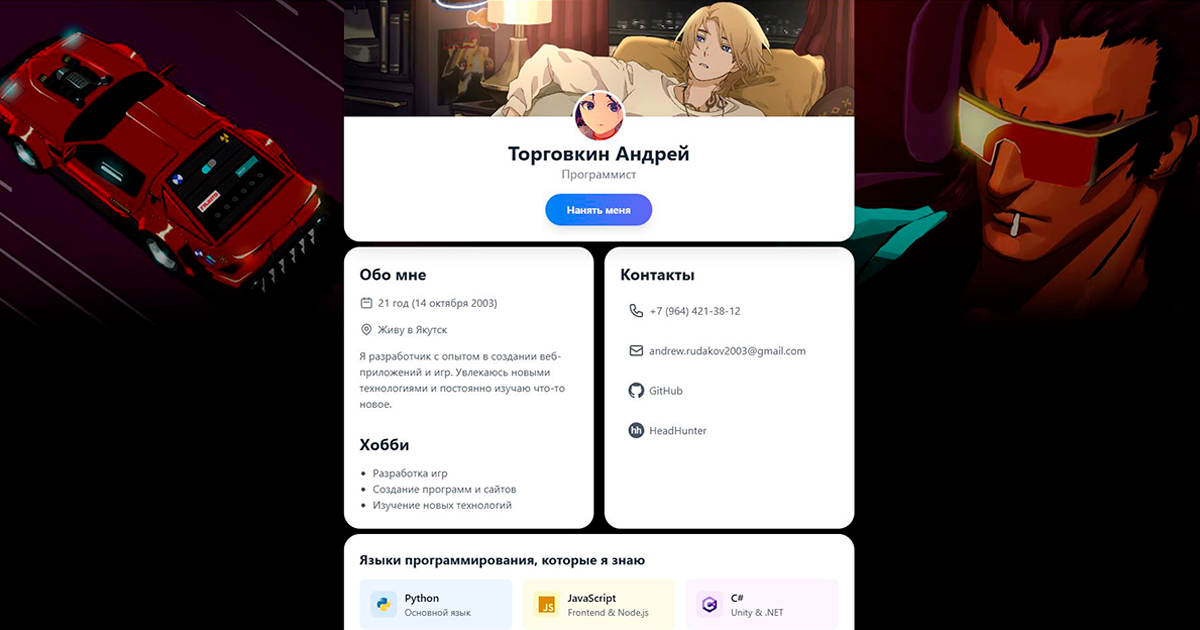 Торговкин Андрей
Программист
Нанять меня
Обо мне
21 год (14 октября 2003)
Живу в Якутск
Я разработчик с опытом в создании веб-
приложений и игр. Увлекаюсь новыми
технологиями и постоянно изучаю что-то
новое.
Хобби
Разработка игр
Создание программ и сайтов
Изучение новых технологий
Контакты
+7 (964) 421-38-12
andrew.rudakov2003@gmail.com
GitHub
hh HeadHunter
Языки программирования, которые я знаю
Python
Основной язык
JS JavaScript
Frontend & Node.js
C#
Unity & .NET